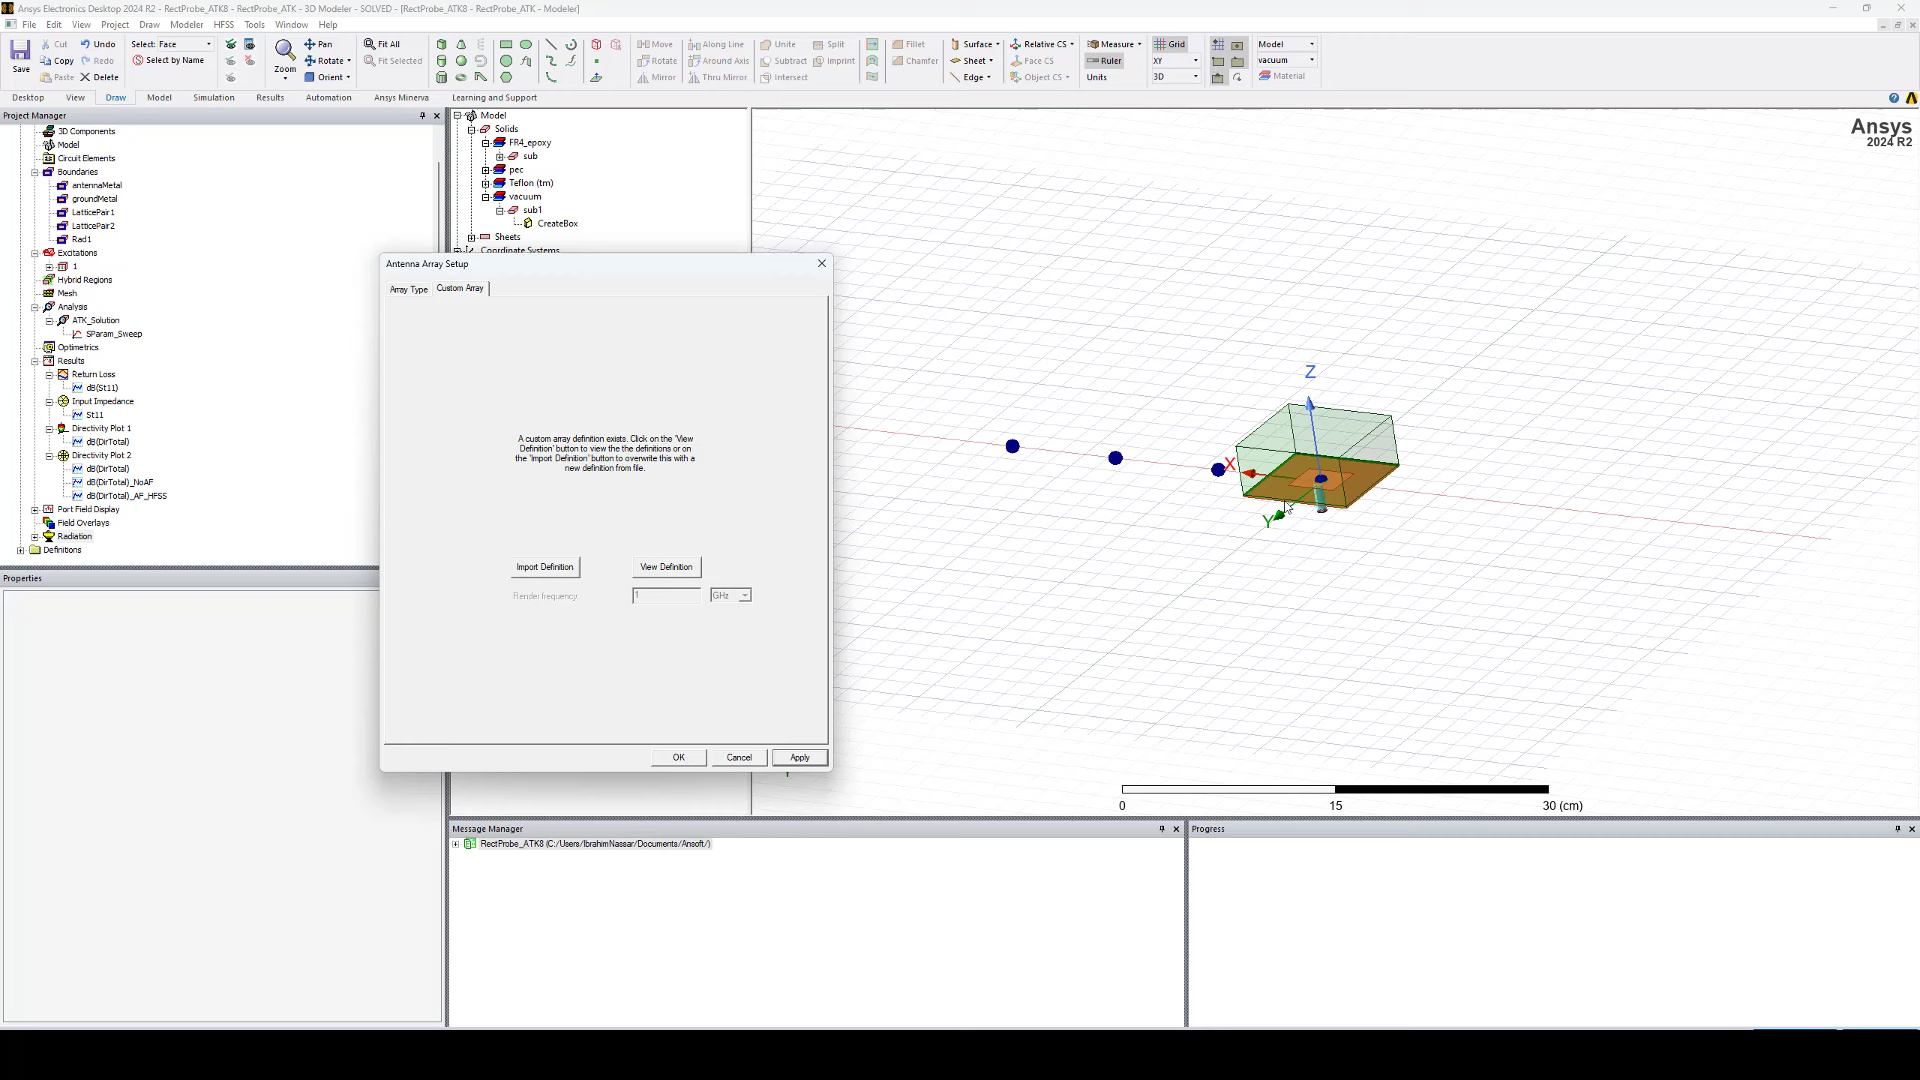 Ansys Electronics Desktop 2024 R2 - RectProbe_ATK8 - RectProbe_ATK - 3D Modeler - SOLVED - [RectProbe_ATK8 - RectProbe_ATK - Modeler]
File Edit View Project Draw Modeler HFSS Tools Window Help
Save
Cut
Copy
Paste
Undo
Redo
Delete
Select: Face
Select by Name
Zoom
Pan
Rotate
Orient
Fit All
Fit Selected
Move
Rotate
Mirror
Along Line
Around Axis
Thru Mirror
Unite
Subtract
Intersect
Split
Imprint
Fillet
Chamfer
Surface
Sheet
Edge
Relative CS
Face CS
Object CS
Measure
Ruler
Units
Grid
XY
3D
Model
vacuum
Material
Desktop View Draw Model Simulation Results Automation Ansys Minerva Learning and Support
Project Manager
3D Components
Model
Circuit Elements
Boundaries
antennaMetal
groundMetal
LatticePair1
LatticePair2
Rad1
Excitations
1
Hybrid Regions
Mesh
Analysis
ATK_Solution
SParam_Sweep
Optimetrics
Results
Return Loss
dB(St11)
Input Impedance
St11
Directivity Plot 1
dB(DirTotal)
Directivity Plot 2
dB(DirTotal)
dB(DirTotal)_NoAF
dB(DirTotal)_AF_HFSS
Port Field Display
Field Overlays
Radiation
Definitions
Properties
Model
Solids
FR4_epoxy
sub
pec
Teflon (tm)
vacuum
sub1
CreateBox
Sheets
Coordinate Systems
Antenna Array Setup
Array Type Custom Array
A custom array definition exists. Click on the 'View
Definition' button to view the the definitions or on
the 'Import Definition' button to overwrite this with a
new definition from file.
Import Definition View Definition
Render frequency: 1 GHz
OK Cancel Apply
Ansys
2024 R2
Z
X
Y
0 15 30 (cm)
Message Manager
RectProbe_ATK8 (C:/Users/IbrahimNassar/Documents/Ansoft/)
Progress